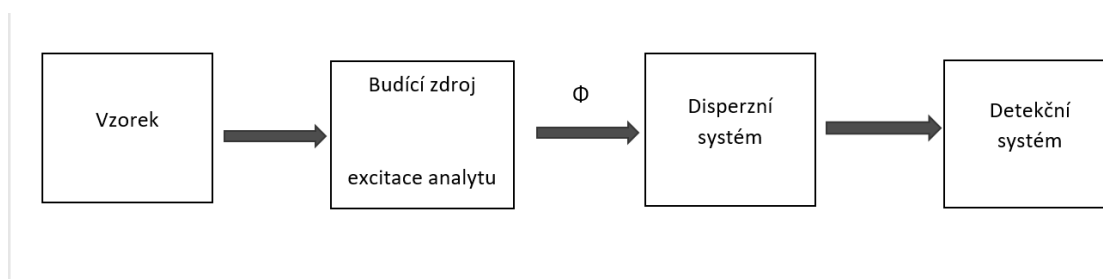 Vzorek
Budící zdroj
excitace analytu
Φ
Disperzní
systém
Detekční
systém